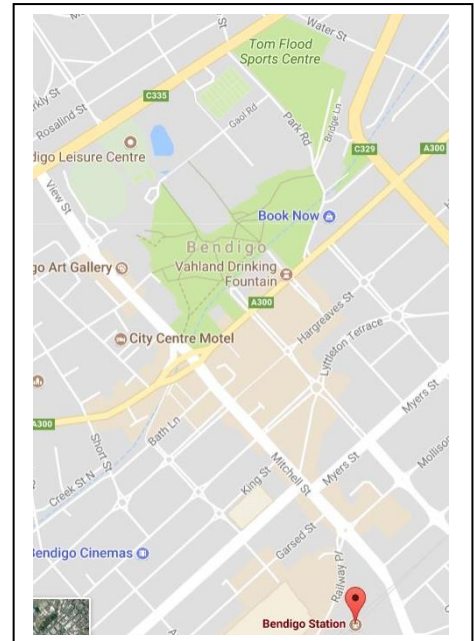 Water St
Tom Flood
Sports Centre
C335
rkly St
Rosalind St
Gaol Rd
Park Rd
Bridge Ln
C329
A300
digo Leisure Centre
View St
Book Now
Bendigo
go Art Gallery
Vahland Drinking
Fountain
A300
Hargreaves St
City Centre Motel
Lyttleton Terrace
A300
Short St
Bath Ln
Myers St
Mollison
Creek St N
King St
Mitchell St
Myers St
Garsed St
Bendigo Cinemas
Railway Pl
Bendigo Station